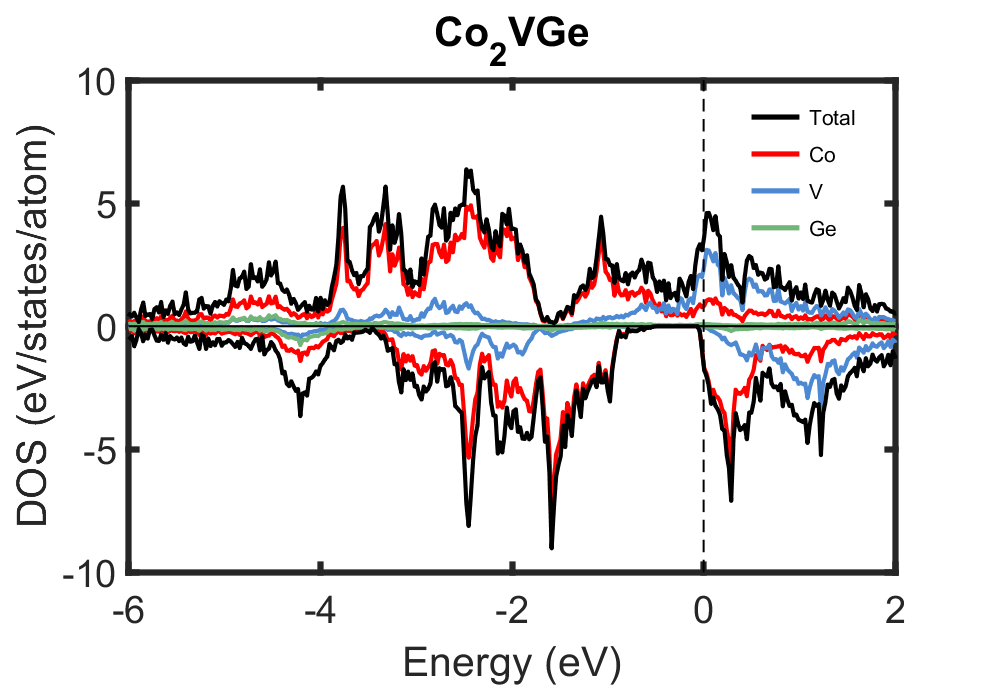 Co₂VGe
10
5
0
-5
-10
DOS (eV/states/atom)
Total
Co
V
Ge
-6
-4
-2
0
2
Energy (eV)